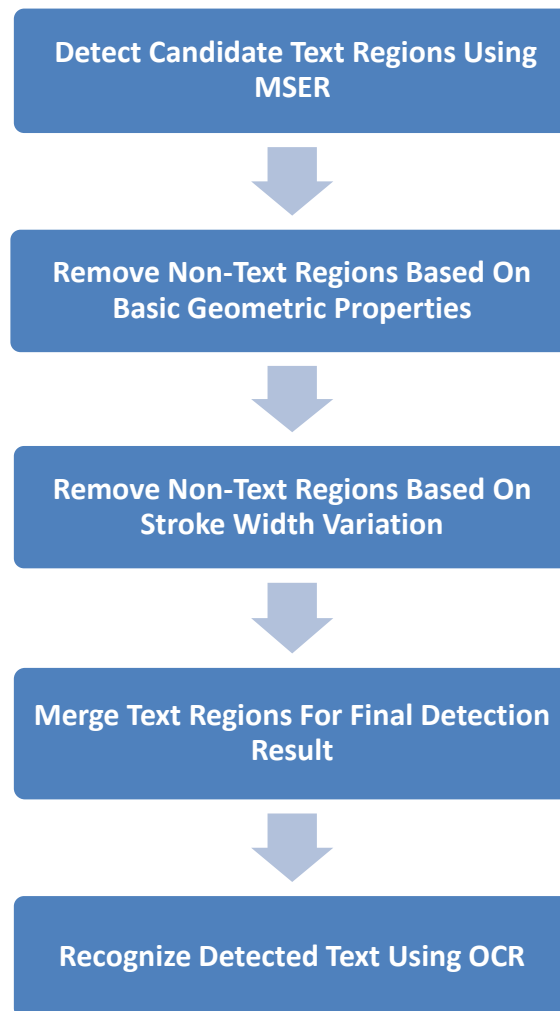 Detect Candidate Text Regions Using
MSER
Remove Non-Text Regions Based On
Basic Geometric Properties
Remove Non-Text Regions Based On
Stroke Width Variation
Merge Text Regions For Final Detection
Result
Recognize Detected Text Using OCR